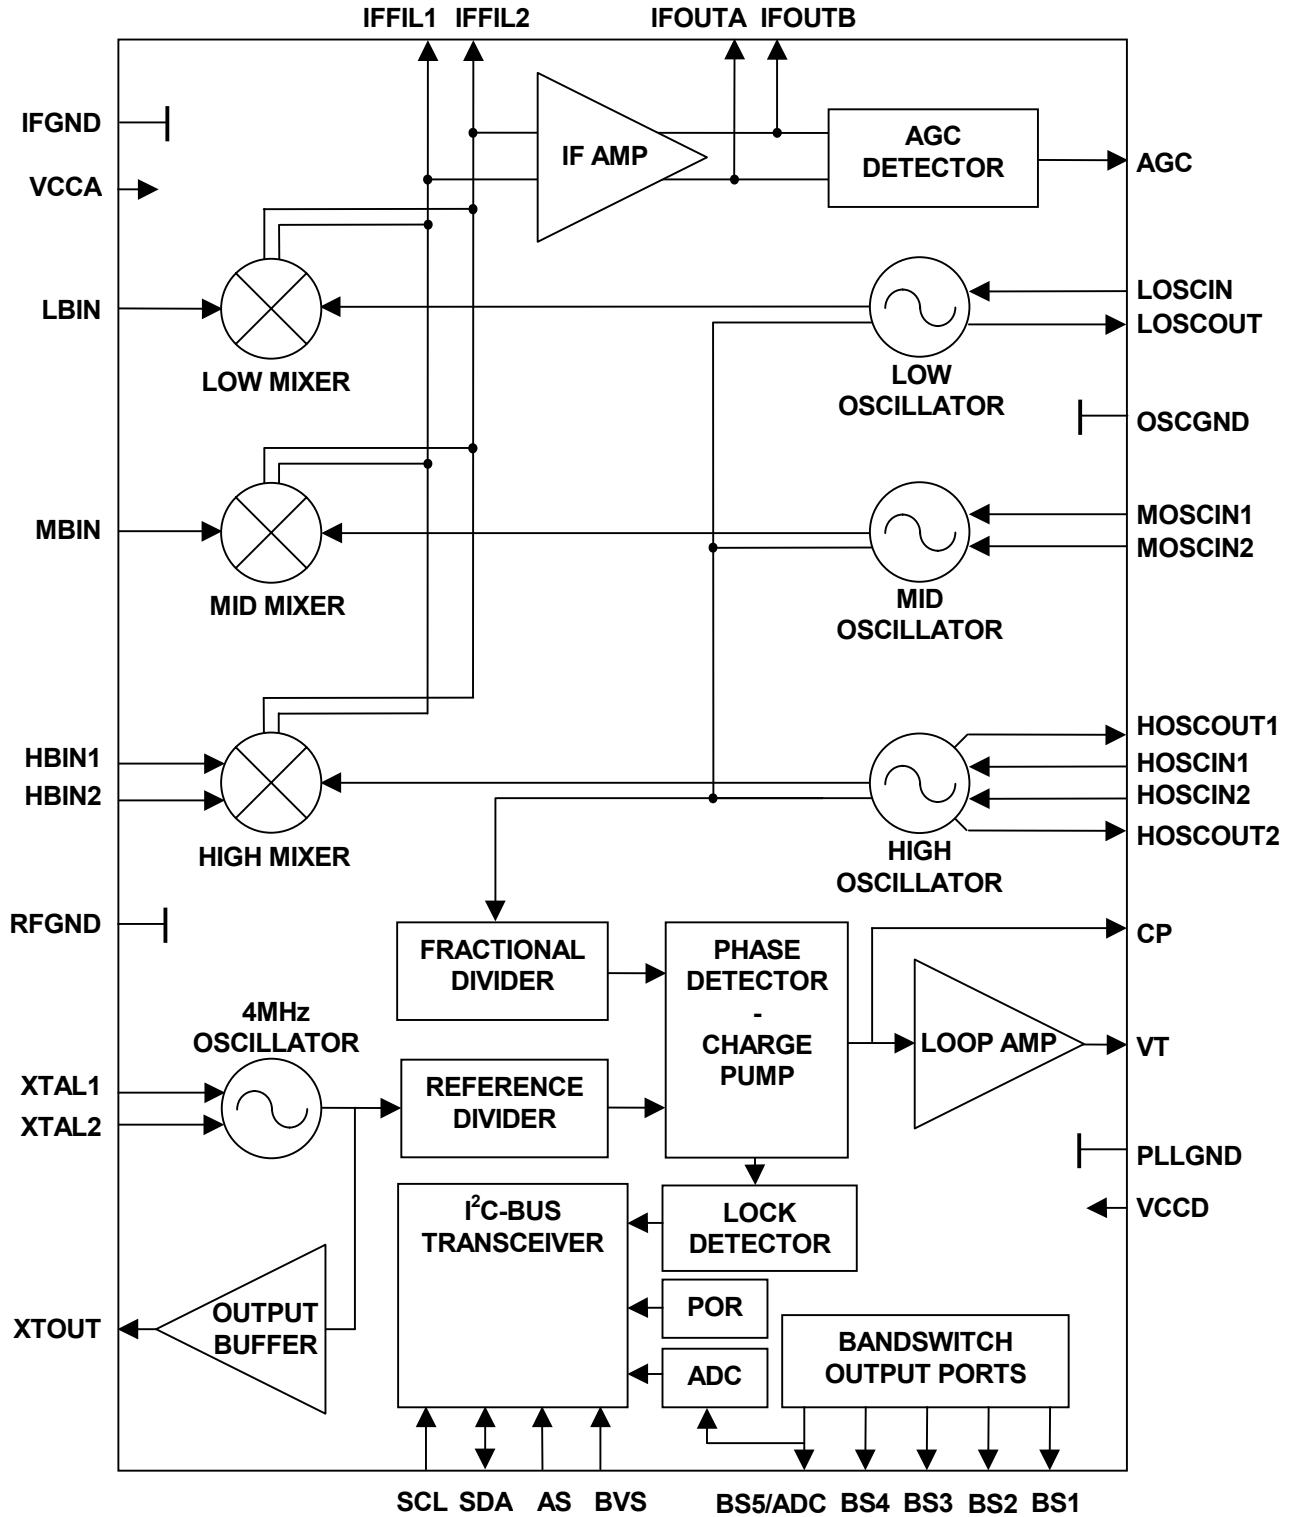 IFFIL1 IFFIL2 IFOUTA IFOUTB
IFGND
VCCA
IF AMP
AGC
DETECTOR
AGC
LBIN
LOW MIXER
LOW
OSCILLATOR
LOSCIN
LOSCOUT
OSCGND
MBIN
MID MIXER
MID
OSCILLATOR
MOSCIN1
MOSCIN2
HBIN1
HBIN2
HIGH MIXER
HIGH
OSCILLATOR
HOSCOUT1
HOSCIN1
HOSCIN2
HOSCOUT2
RFGND
FRACTIONAL
DIVIDER
PHASE
DETECTOR
-
CHARGE
PUMP
CP
LOOP AMP
VT
4MHz
OSCILLATOR
XTAL1
XTAL2
REFERENCE
DIVIDER
PLLGND
VCCD
I²C-BUS
TRANSCEIVER
LOCK
DETECTOR
POR
ADC
XTOUT
OUTPUT
BUFFER
BANDSWITCH
OUTPUT PORTS
SCL SDA AS BVS BS5/ADC BS4 BS3 BS2 BS1